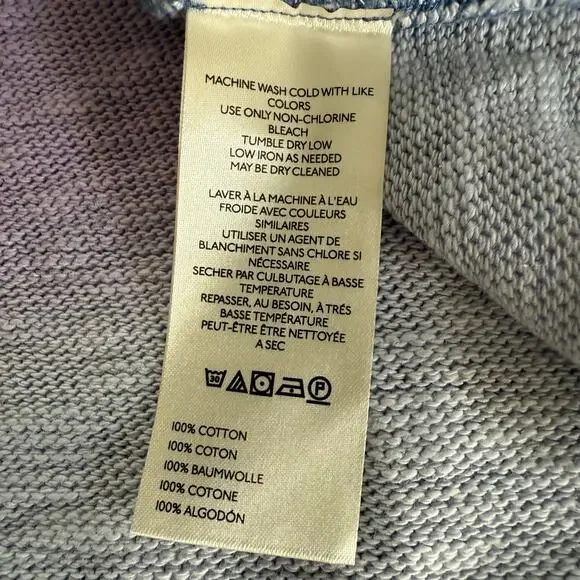 MACHINE WASH COLD WITH LIKE
COLORS
USE ONLY NON-CHLORINE
BLEACH
TUMBLE DRY LOW
LOW IRON AS NEEDED
MAY BE DRY CLEANED
LAVER À LA MACHINE À L'EAU
FROIDE AVEC COULEURS
SIMILAIRES
UTILISER UN AGENT DE
BLANCHIMENT SANS CHLORE SI
NÉCESSAIRE
SECHER PAR CULBUTAGE À BASSE
TEMPERATURE
REPASSER, AU BESOIN, À TRÉS
BASSE TEMPÉRATURE
PEUT-ÊTRE ÊTRE NETTOYÉE
A SEC
30 P
100% COTTON
100% COTON
100% BAUMWOLLE
100% COTONE
100% ALGODÓN